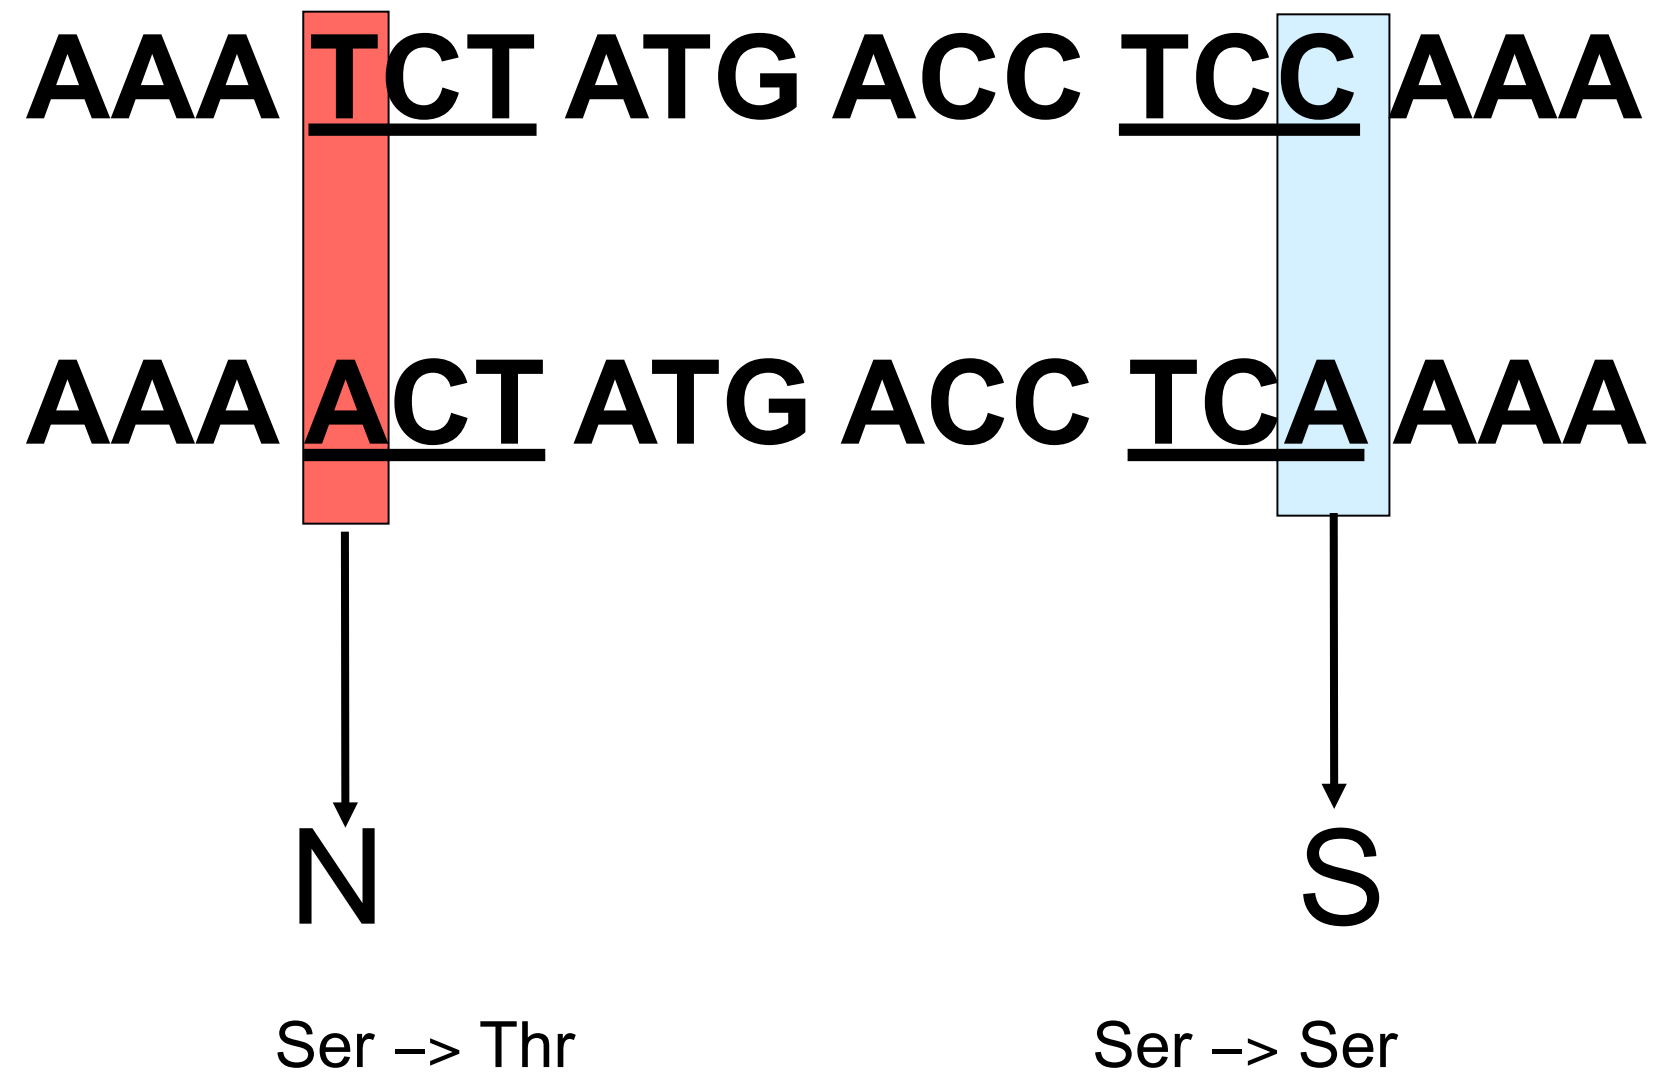 AAA TCT ATG ACC TCC AAA
AAA ACT ATG ACC TCA AAA
N S
Ser –> Thr Ser –> Ser